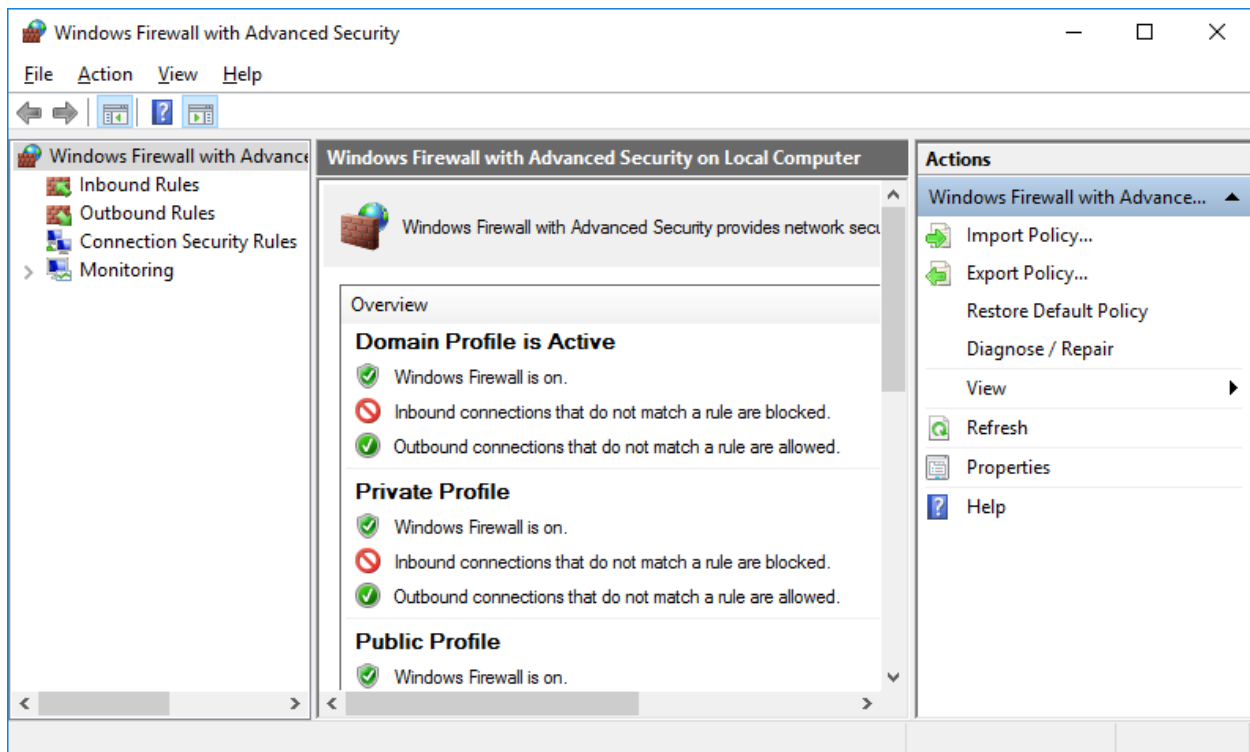 Windows Firewall with Advanced Security
File Action View Help
Windows Firewall with Advance
Inbound Rules
Outbound Rules
Connection Security Rules
Monitoring
Windows Firewall with Advanced Security on Local Computer
Windows Firewall with Advanced Security provides network secu
Overview
Domain Profile is Active
Windows Firewall is on.
Inbound connections that do not match a rule are blocked.
Outbound connections that do not match a rule are allowed.
Private Profile
Windows Firewall is on.
Inbound connections that do not match a rule are blocked.
Outbound connections that do not match a rule are allowed.
Public Profile
Windows Firewall is on.
Actions
Windows Firewall with Advance...
Import Policy...
Export Policy...
Restore Default Policy
Diagnose / Repair
View
Refresh
Properties
Help